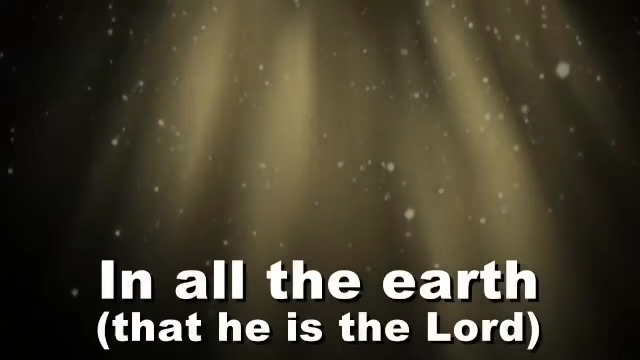 In all the earth
(that he is the Lord)